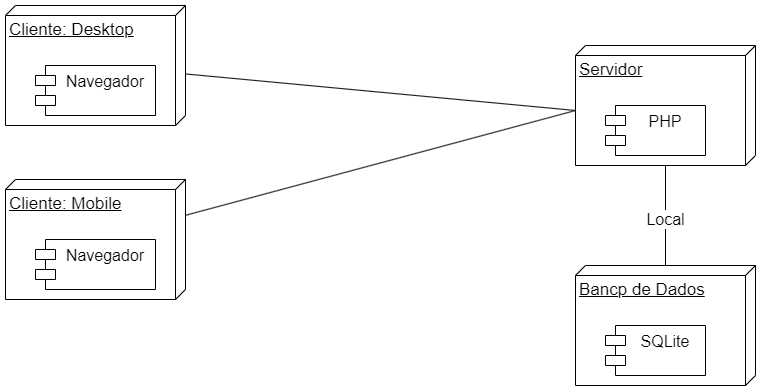 Cliente: Desktop
Navegador
Servidor
PHP
Cliente: Mobile
Navegador
Local
Bancp de Dados
SQLite